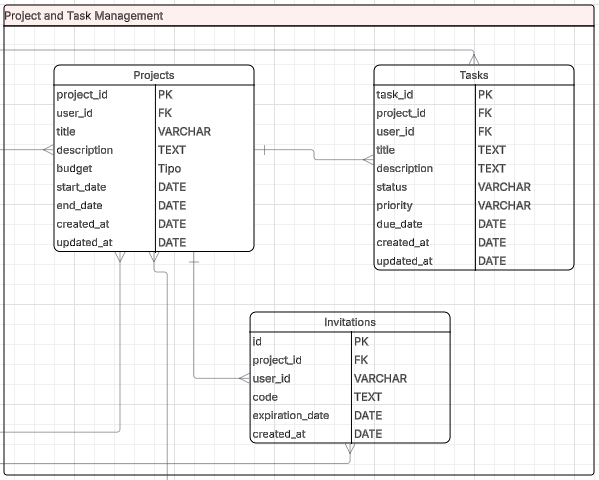 Project and Task Management
Projects
project_id PK
user_id FK
title VARCHAR
description TEXT
budget Tipo
start_date DATE
end_date DATE
created_at DATE
updated_at DATE
Tasks
task_id PK
project_id FK
user_id FK
title TEXT
description TEXT
status VARCHAR
priority VARCHAR
due_date DATE
created_at DATE
updated_at DATE
Invitations
id PK
project_id FK
user_id VARCHAR
code TEXT
expiration_date DATE
created_at DATE